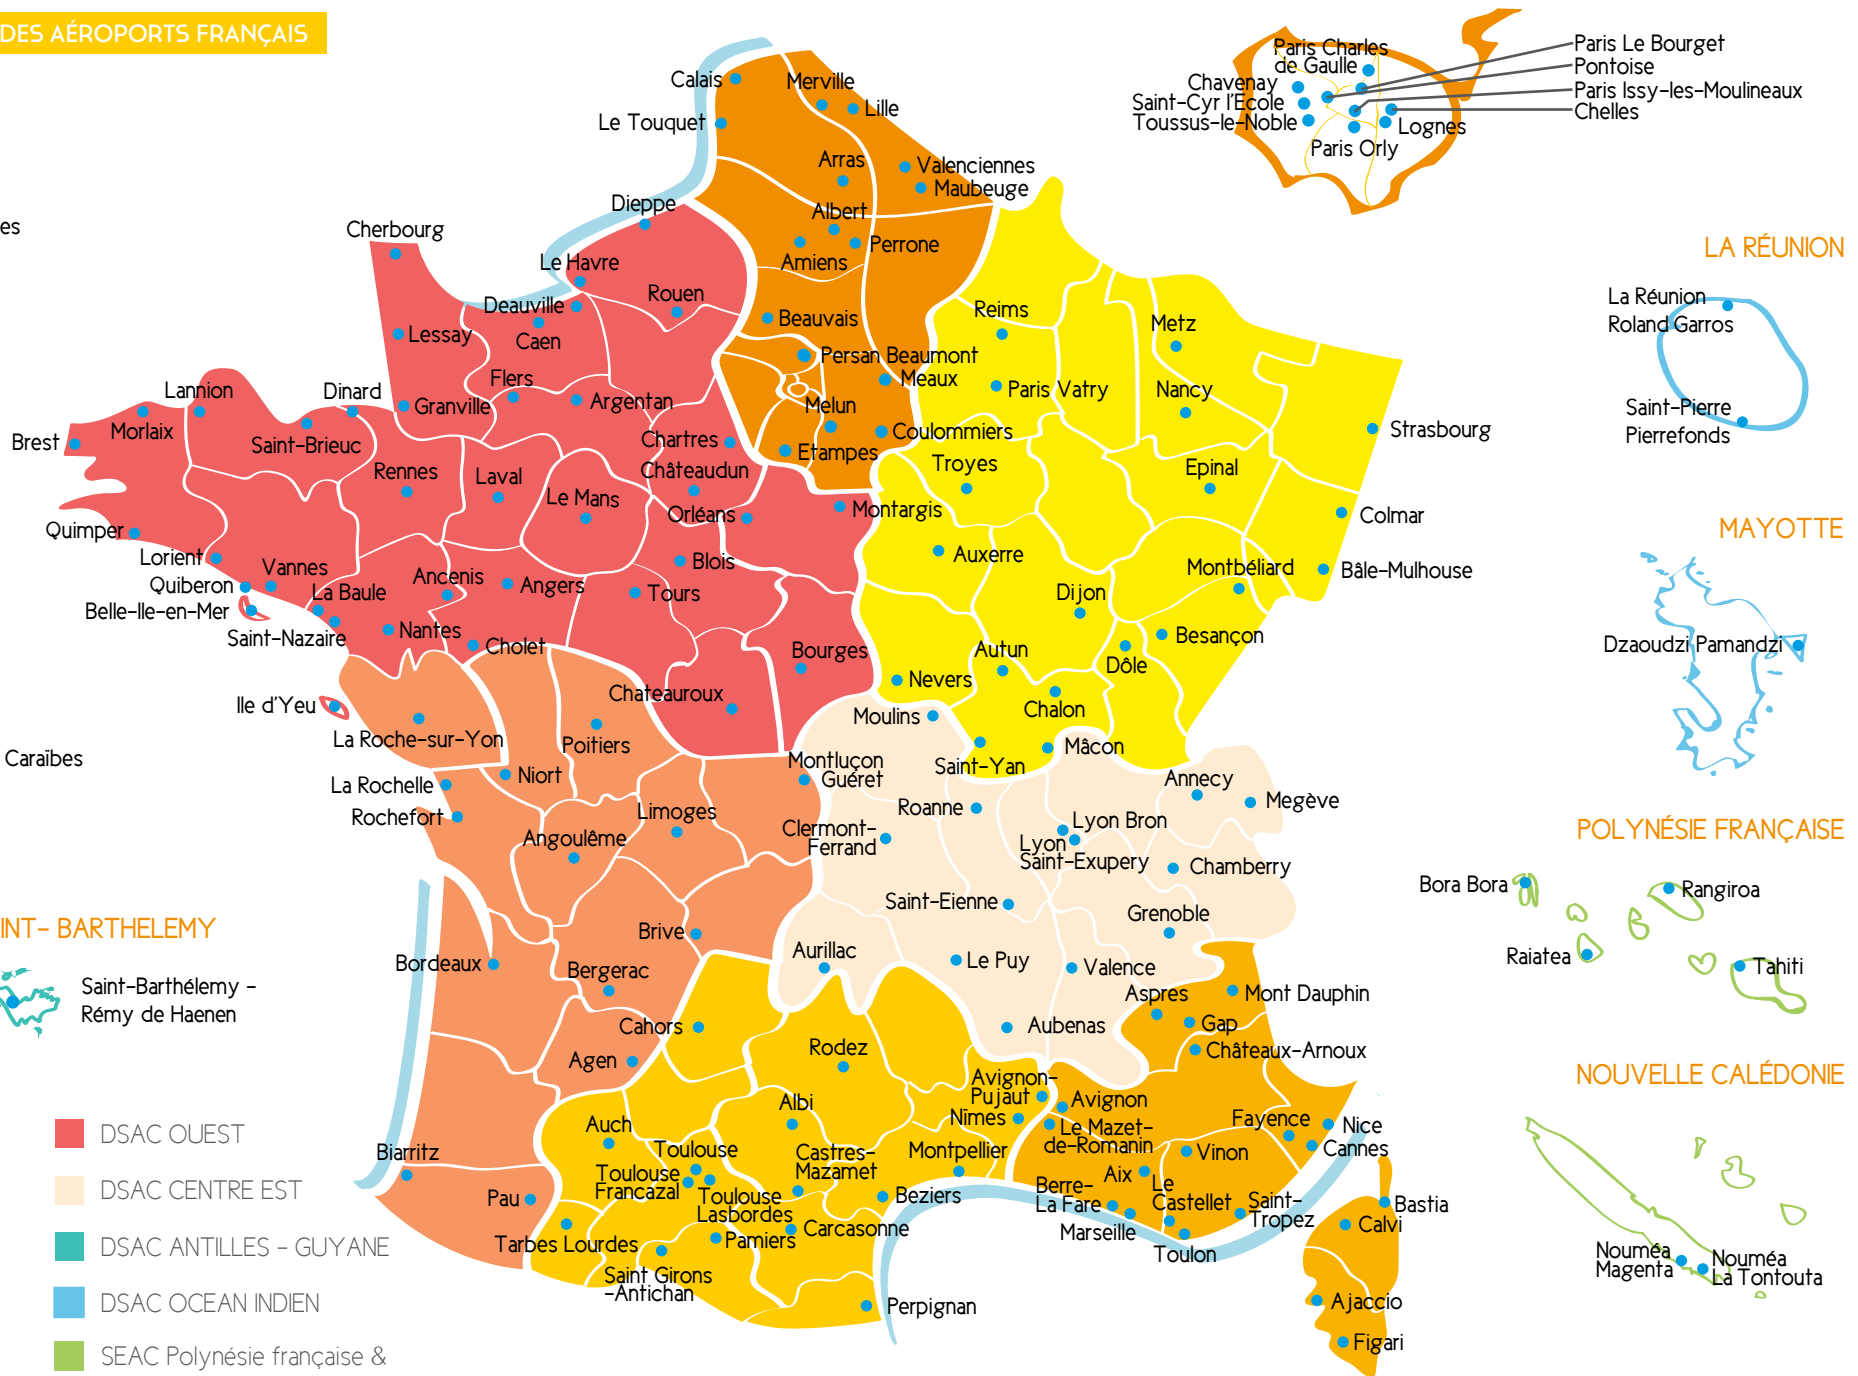 DES AÉROPORTS FRANÇAIS
es
Caraïbes
INT- BARTHELEMY
Saint-Barthélemy -
Rémy de Haenen
DSAC OUEST
DSAC CENTRE EST
DSAC ANTILLES - GUYANE
DSAC OCEAN INDIEN
SEAC Polynésie française &
Calais
Merville
Lille
Le Touquet
Arras
Valenciennes
Maubeuge
Dieppe
Albert
Perrone
Amiens
Cherbourg
Le Havre
Deauville
Rouen
Beauvais
Lessay
Caen
Persan Beaumont
Meaux
Reims
Metz
Lannion
Dinard
Flers
Granville
Argentan
Melun
Paris Vatry
Nancy
Brest
Morlaix
Saint-Brieuc
Chartres
Coulommiers
Etampes
Strasbourg
Rennes
Laval
Châteaudun
Troyes
Epinal
Le Mans
Orléans
Montargis
Colmar
Quimper
Lorient
Vannes
Quiberon
La Baule
Ancenis
Angers
Blois
Auxerre
Montbéliard
Bâle-Mulhouse
Belle-Ile-en-Mer
Tours
Dijon
Saint-Nazaire
Nantes
Cholet
Bourges
Autun
Dôle
Besançon
Ile d'Yeu
Chateauroux
Nevers
Chalon
La Roche-sur-Yon
Poitiers
Moulins
Mâcon
Saint-Yan
La Rochelle
Niort
Montluçon
Guéret
Annecy
Megève
Rochefort
Limoges
Roanne
Angoulême
Clermont-
Ferrand
Lyon Bron
Lyon
Saint-Exupery
Chamberry
Saint-Eienne
Grenoble
Brive
Bordeaux
Bergerac
Aurillac
Le Puy
Valence
Aspres
Mont Dauphin
Cahors
Aubenas
Gap
Agen
Rodez
Châteaux-Arnoux
Avignon-
Pujaut
Avignon
Auch
Albi
Nîmes
Le Mazet-
de-Romanin
Fayence
Nice
Cannes
Biarritz
Toulouse
Castres-
Mazamet
Montpellier
Vinon
Toulouse
Francazal
Toulouse
Lasbordes
Aix
Le
Castellet
Pau
Beziers
Berre-
La Fare
Saint-
Tropez
Bastia
Marseille
Calvi
Carcasonne
Tarbes Lourdes
Pamiers
Toulon
Saint Girons
-Antichan
Perpignan
Ajaccio
Figari
Paris Charles
de Gaulle
Chavenay
Saint-Cyr l'Ecole
Toussus-le-Noble
Paris Orly
Lognes
Paris Le Bourget
Pontoise
Paris Issy-les-Moulineaux
Chelles
LA RÉUNION
La Réunion
Roland Garros
Saint-Pierre
Pierrefonds
MAYOTTE
Dzaoudzi Pamandzi
POLYNÉSIE FRANÇAISE
Bora Bora
Rangiroa
Raiatea
Tahiti
NOUVELLE CALÉDONIE
Nouméa
Magenta
Nouméa
La Tontouta